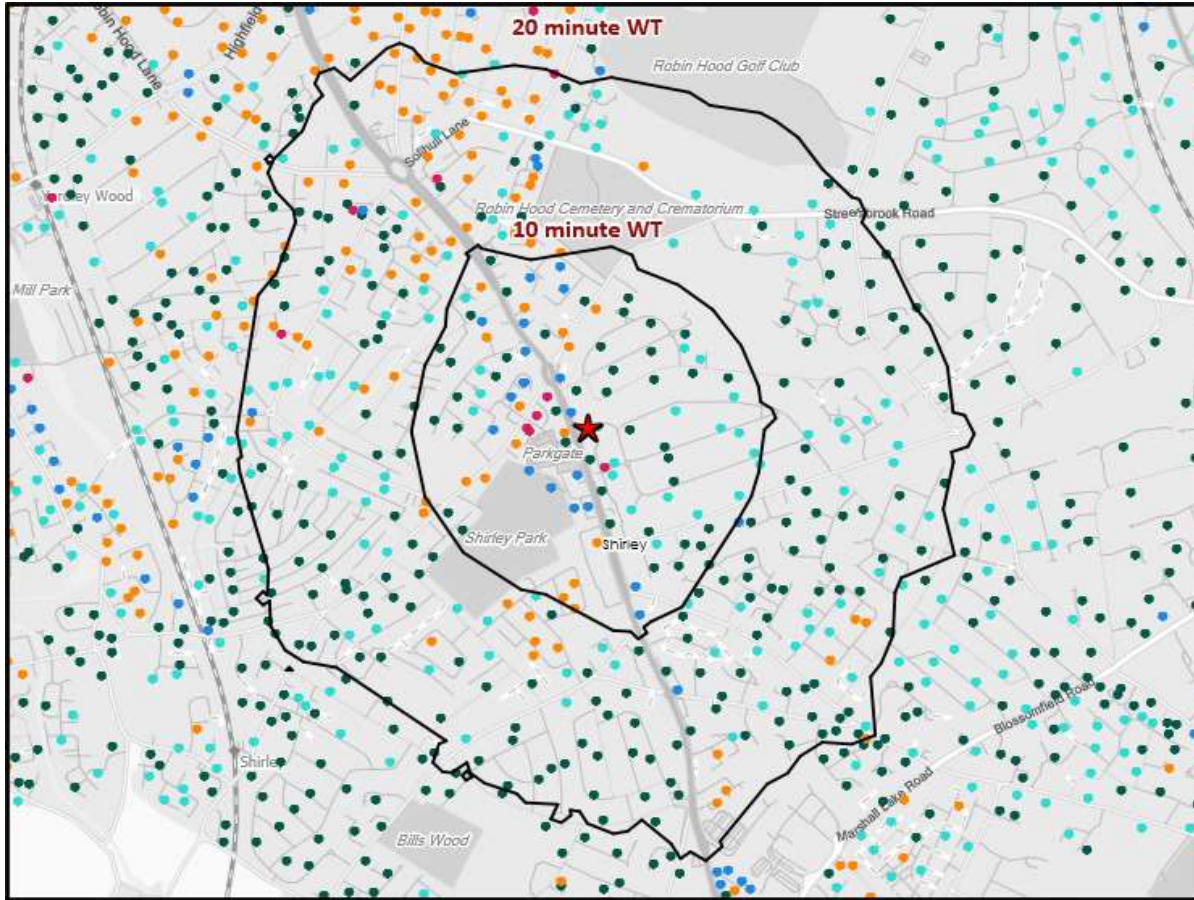 20 minute WT
Robin Hood Lane
Highfield
Robin Hood Golf Club
Solihull Lane
Yardley Wood
Robin Hood Cemetery and Crematorium
Streetsbrook Road
10 minute WT
Mill Park
Parkgate
Shirley Park
Shirley
Blossomfield Road
Shirley
Marshall Lake Road
Bills Wood